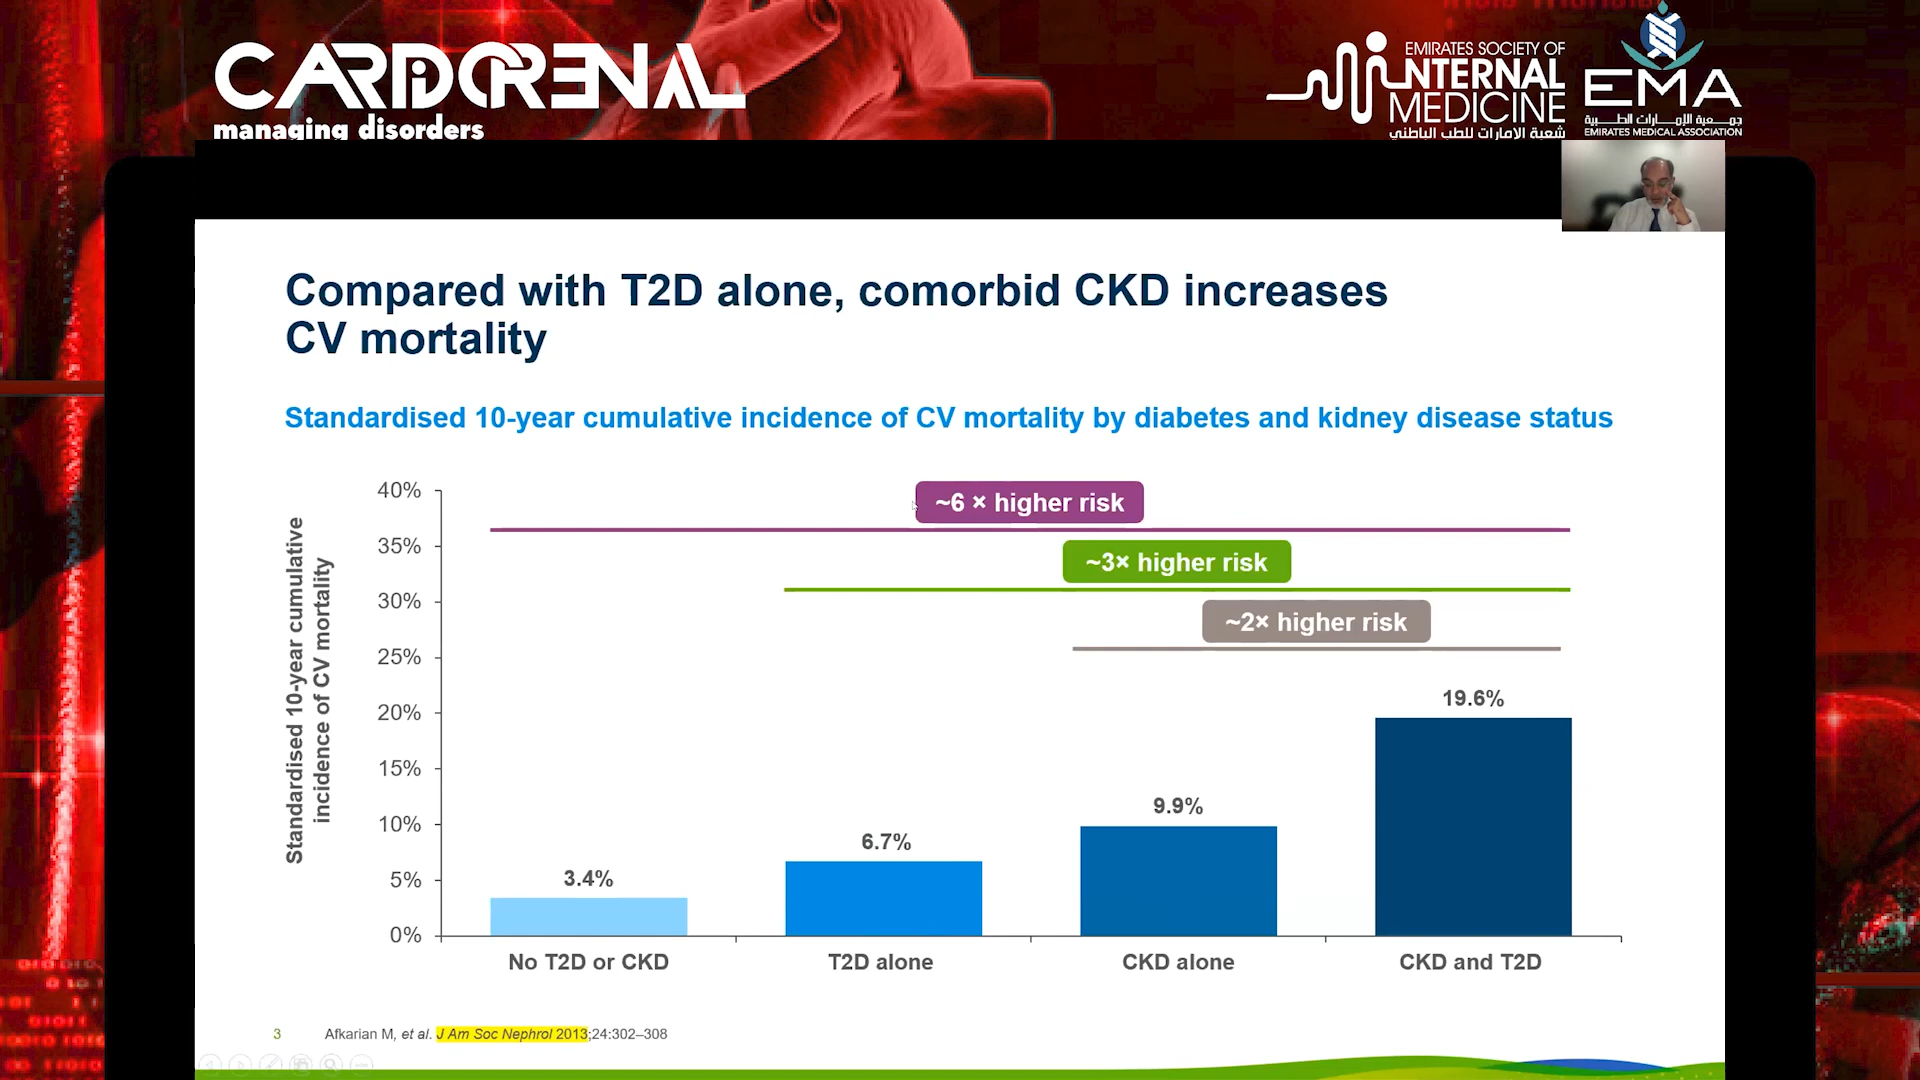 CARDIORENAL
managing disorders
EMIRATES SOCIETY OF
INTERNAL
MEDICINE
شعبة الإمارات للطب الباطني
EMA
جمعية الإمارات الطبية
EMIRATES MEDICAL ASSOCIATION
Compared with T2D alone, comorbid CKD increases
CV mortality
Standardised 10-year cumulative incidence of CV mortality by diabetes and kidney disease status
Standardised 10-year cumulative
incidence of CV mortality
40%
35%
30%
25%
20%
15%
10%
5%
0%
~6 × higher risk
~3× higher risk
~2× higher risk
3.4%
6.7%
9.9%
19.6%
No T2D or CKD
T2D alone
CKD alone
CKD and T2D
3
Afkarian M, et al. J Am Soc Nephrol 2013;24:302–308